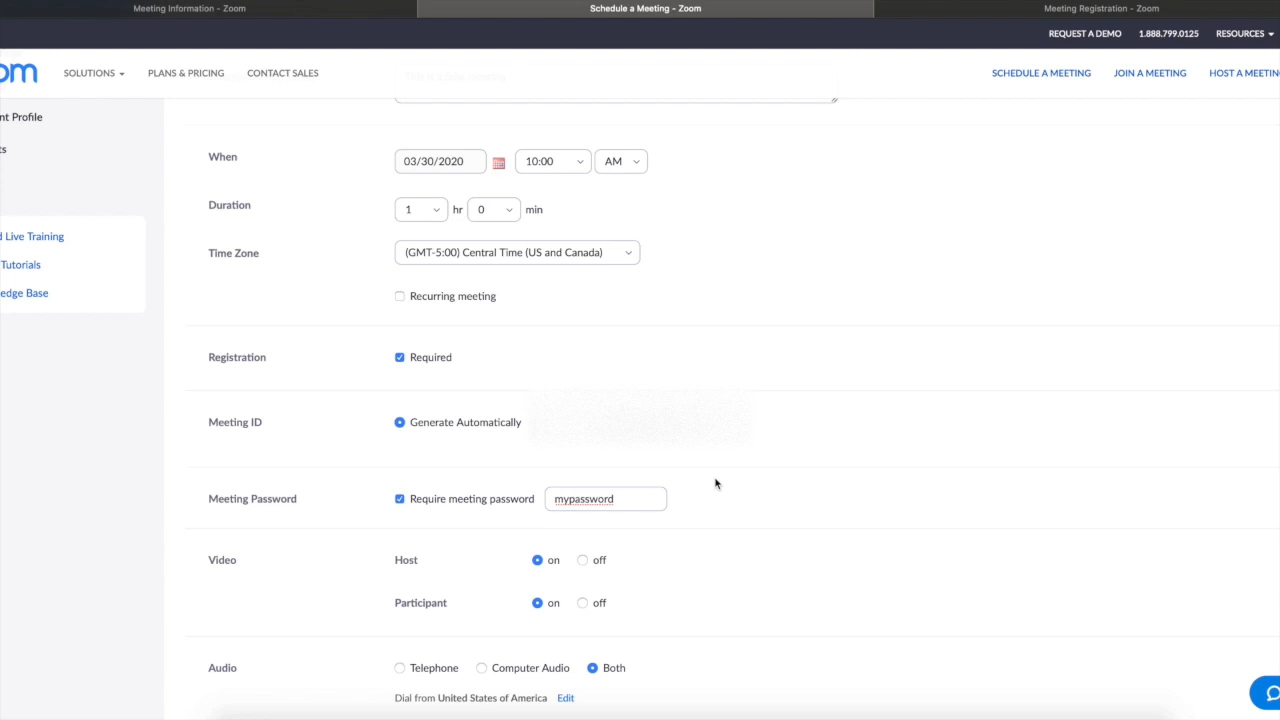 Meeting Information - Zoom
Schedule a Meeting - Zoom
Meeting Registration - Zoom
REQUEST A DEMO 1.888.799.0125 RESOURCES
om SOLUTIONS PLANS & PRICING CONTACT SALES SCHEDULE A MEETING JOIN A MEETING HOST A MEETIN
nt Profile
ts
d Live Training
Tutorials
edge Base
When 03/30/2020 10:00 AM
Duration 1 hr 0 min
Time Zone (GMT-5:00) Central Time (US and Canada)
Recurring meeting
Registration Required
Meeting ID Generate Automatically
Meeting Password Require meeting password mypassword
Video Host on off
Participant on off
Audio Telephone Computer Audio Both
Dial from United States of America Edit